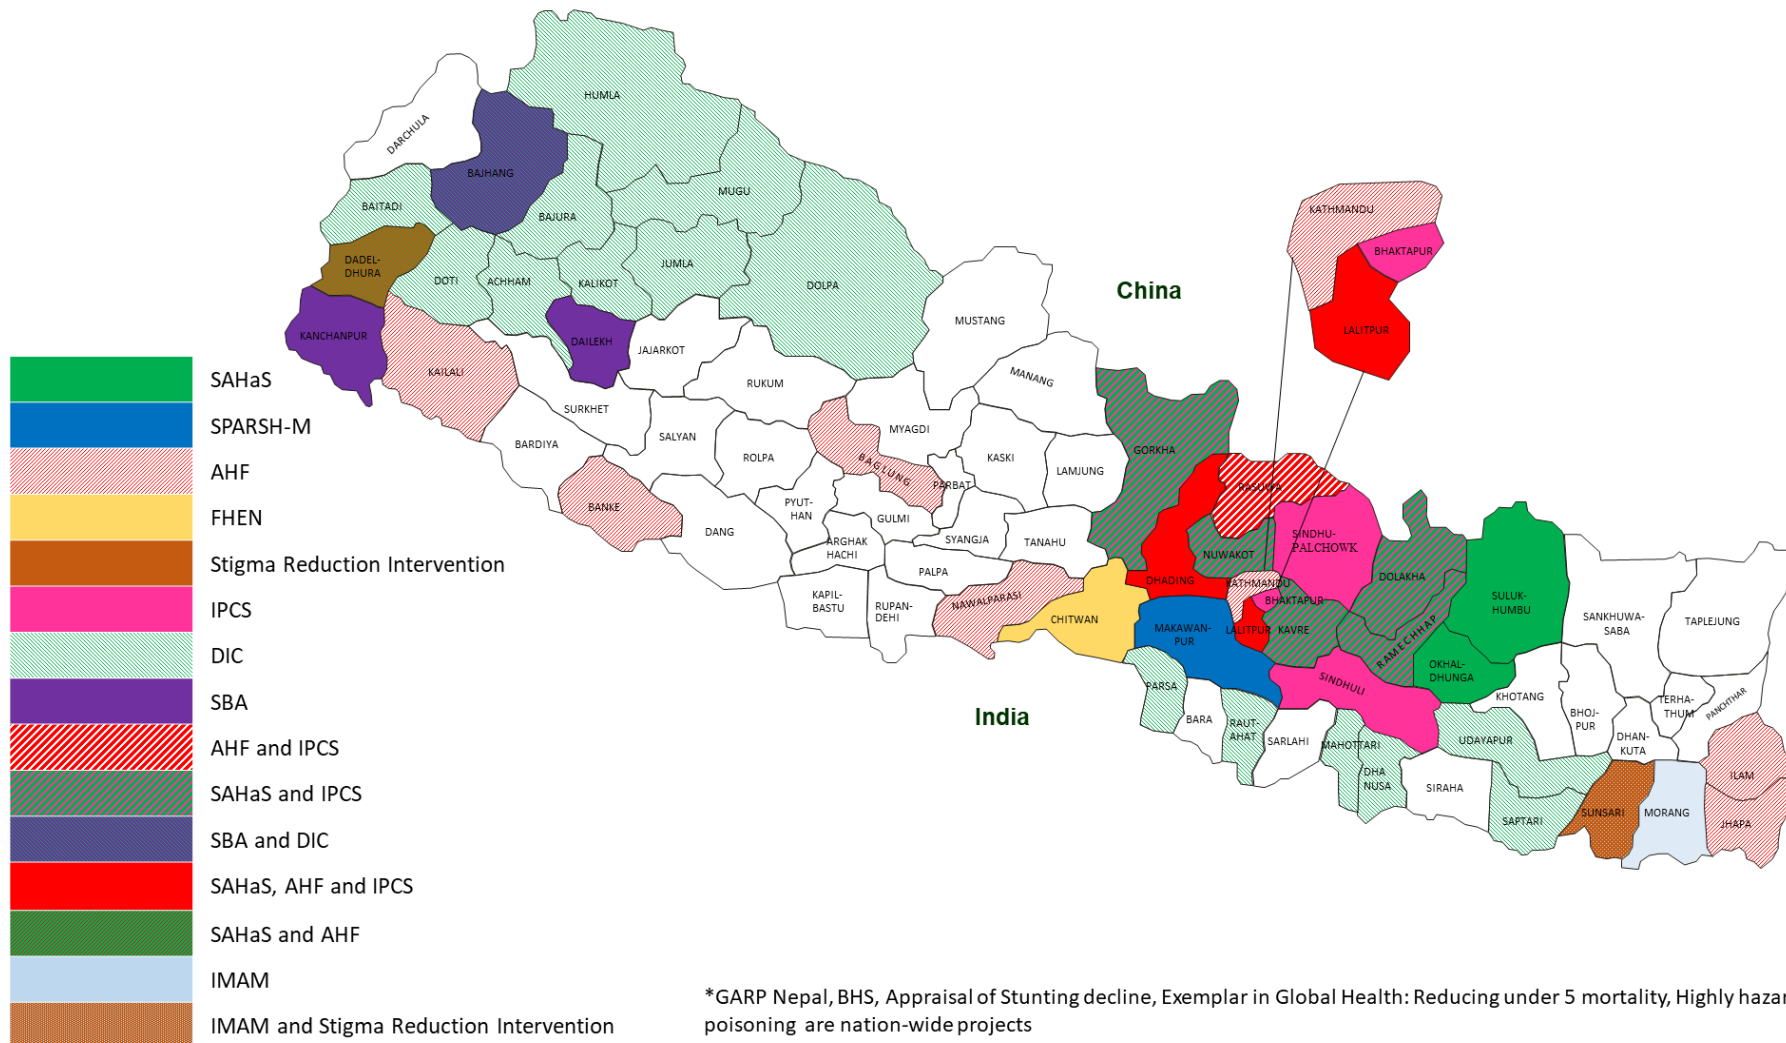 HUMLA
DARCHULA
BAJHANG
MUGU
BAITADI
BAJURA
DADEL-
DHURA
DOTI
ACHHAM
KALIKOT
JUMLA
DOLPA
KANCHANPUR
DAILEKH
JAJARKOT
KAILALI
RUKUM
SURKHET
BARDIYA
SALYAN
ROLPA
BANKE
DANG
PYUT-
HAN
MUSTANG
MANANG
MYAGDI
BAGLUNG
PARBAT
KASKI
LAMJUNG
GULMI
ARGHAK
HACHI
SYANGJA
TANAHU
PALPA
KAPIL-
BASTU
RUPAN-
DEHI
NAWALPARASI
CHITWAN
China
India
KATHMANDU
BHAKTAPUR
LALITPUR
GORKHA
RASUWA
NUWAKOT
SINDHU-
PALCHOWK
DHADING
KATHMANDU
BHAKTAPUR
LALITPUR
KAVRE
DOLAKHA
RAMECHHAP
MAKAWAN-
PUR
SINDHULI
SULUK-
HUMBU
OKHAL-
DHUNGA
SANKHUWA-
SABA
TAPLEJUNG
KHOTANG
BHOJ-
PUR
TERHA-
THUM
PANCHTHAR
DHAN-
KUTA
PARSA
BARA
RAUT-
AHAT
SARLAHI
MAHOTTARI
DHA
NUSA
SIRAHA
UDAYAPUR
SAPTARI
SUNSARI
MORANG
ILAM
JHAPA
SAHaS
SPARSH-M
AHF
FHEN
Stigma Reduction Intervention
IPCS
DIC
SBA
AHF and IPCS
SAHaS and IPCS
SBA and DIC
SAHaS, AHF and IPCS
SAHaS and AHF
IMAM
IMAM and Stigma Reduction Intervention
*GARP Nepal, BHS, Appraisal of Stunting decline, Exemplar in Global Health: Reducing under 5 mortality, Highly hazar
poisoning are nation-wide projects